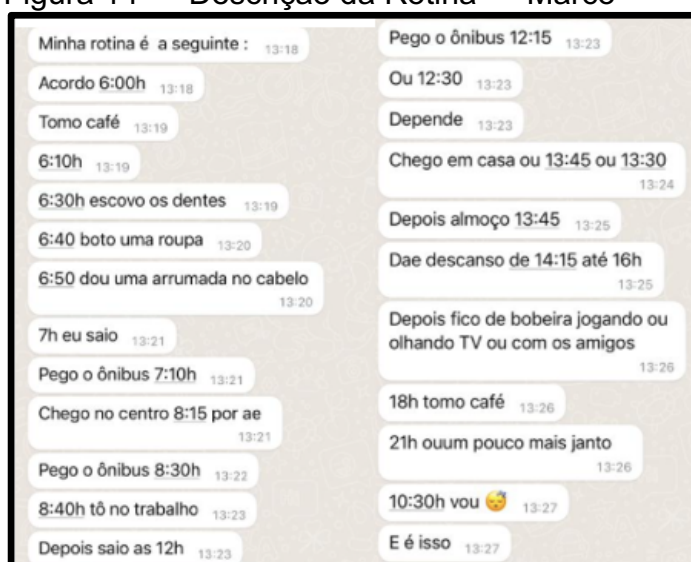 Minha rotina é a seguinte : 13:18
Acordo 6:00h 13:18
Tomo café 13:19
6:10h 13:19
6:30h escovo os dentes 13:19
6:40 boto uma roupa 13:20
6:50 dou uma arrumada no cabelo
13:20
7h eu saio 13:21
Pego o ônibus 7:10h 13:21
Chego no centro 8:15 por ae
13:21
Pego o ônibus 8:30h 13:22
8:40h tô no trabalho 13:23
Depois saio as 12h 13:23
Pego o ônibus 12:15 13:23
Ou 12:30 13:23
Depende 13:23
Chego em casa ou 13:45 ou 13:30
13:24
Depois almoço 13:45 13:25
Dae descanso de 14:15 até 16h
13:25
Depois fico de bobeira jogando ou
olhando TV ou com os amigos
13:26
18h tomo café 13:26
21h ouum pouco mais janto
13:26
10:30h vou 😴 13:27
E é isso 13:27